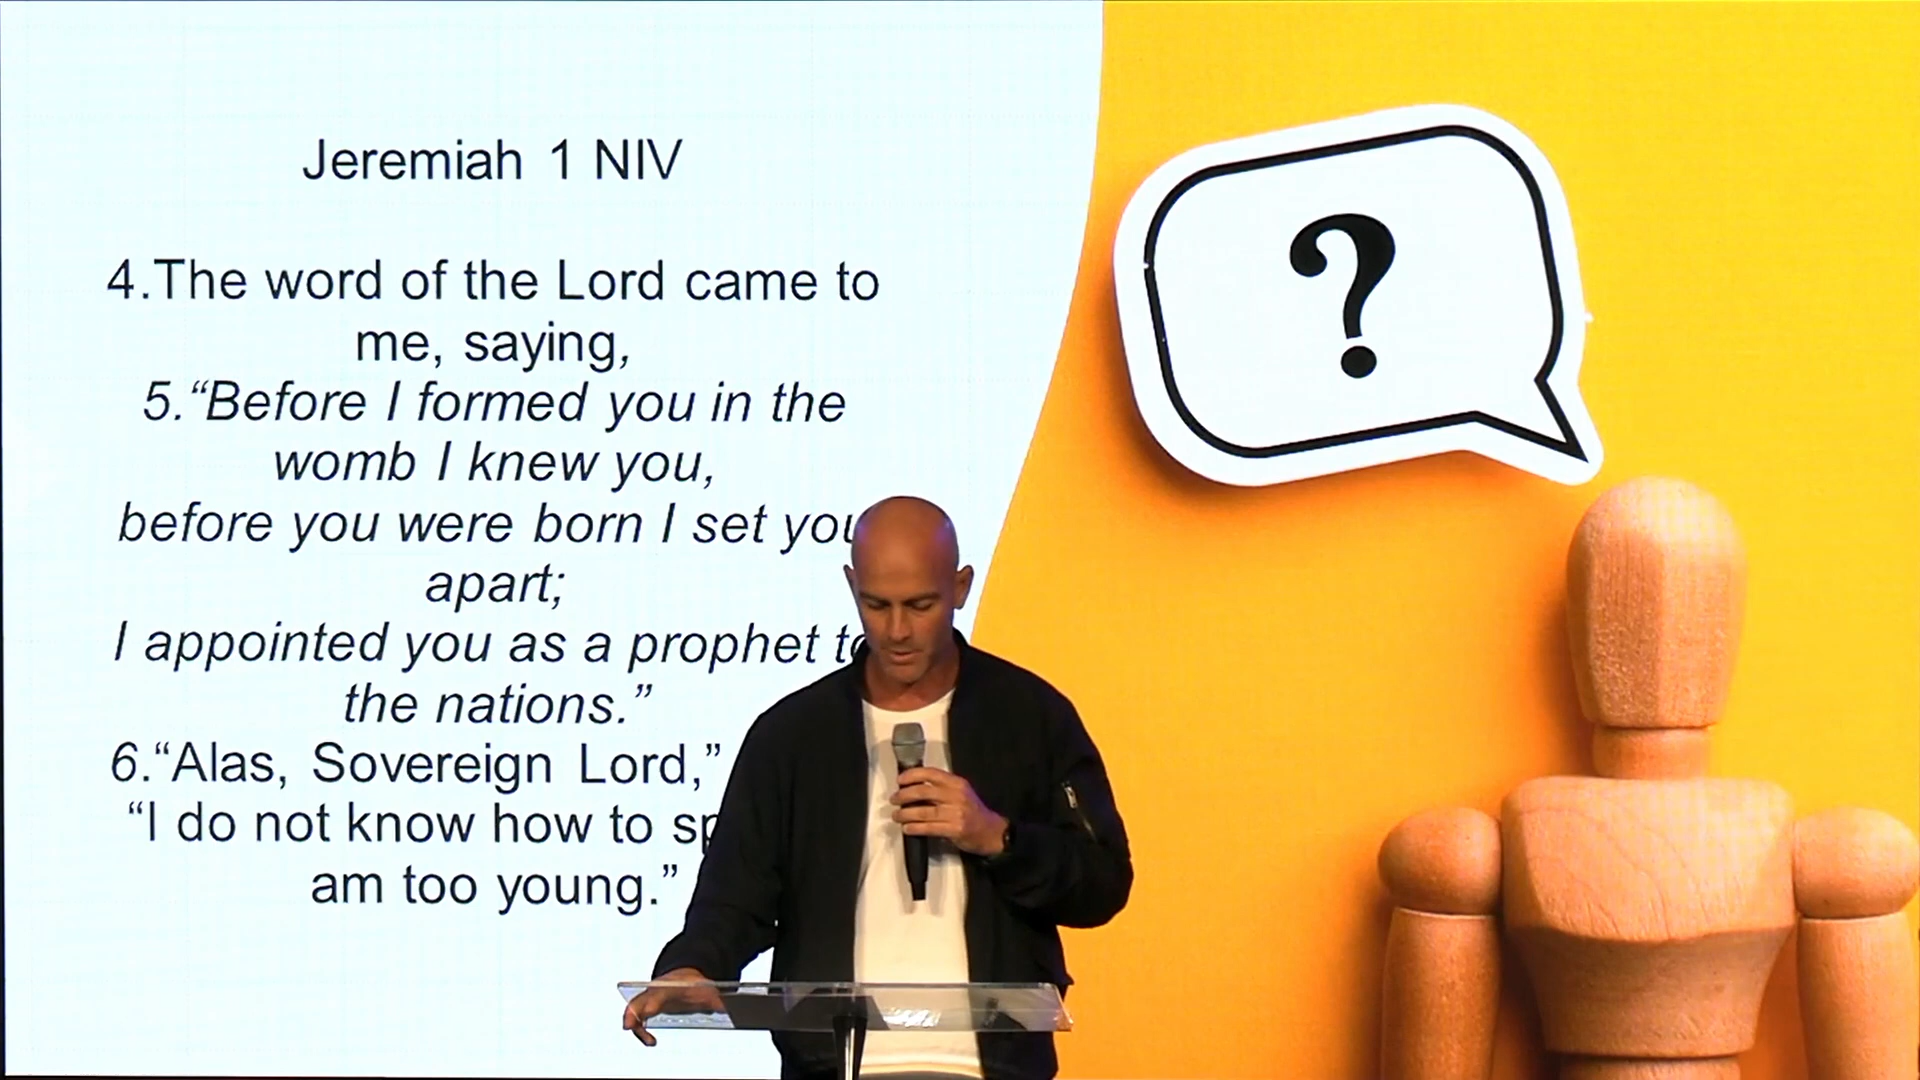 Jeremiah 1 NIV
4.The word of the Lord came to
me, saying,
5.“Before I formed you in the
womb I knew you,
before you were born I set you
apart;
I appointed you as a prophet to
the nations.”
6.“Alas, Sovereign Lord,”
“I do not know how to
am too young.”
?